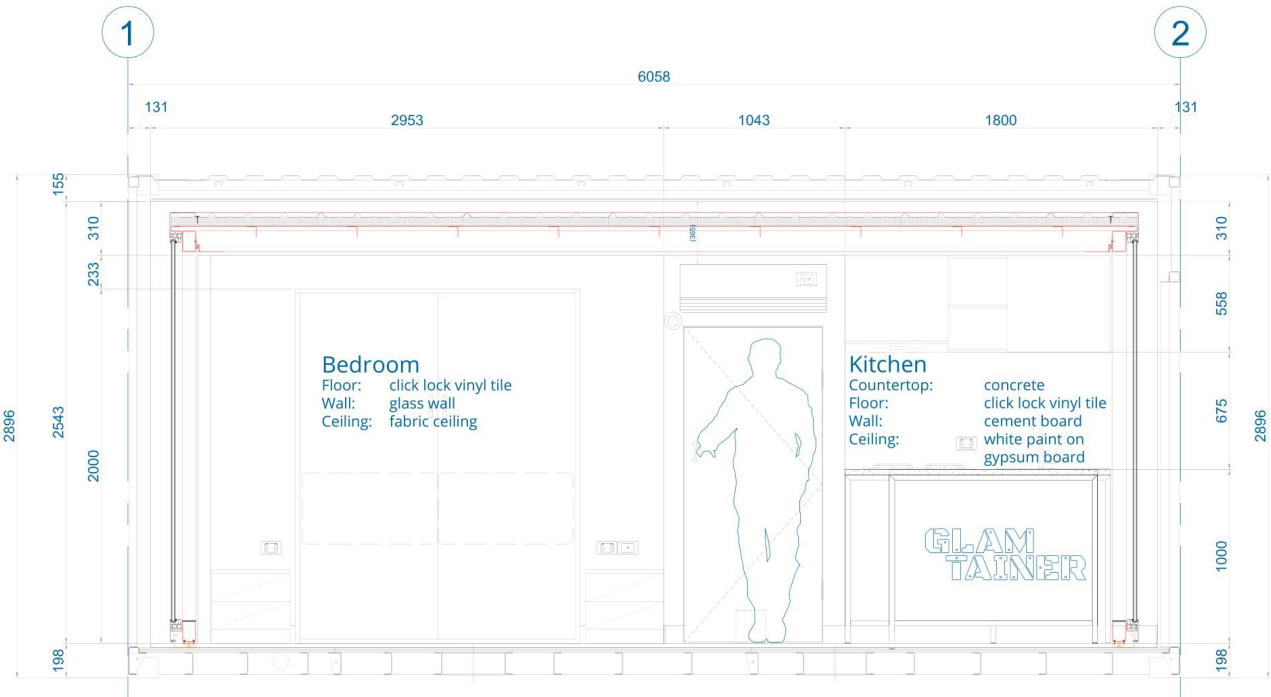 1
2
6058
131
131
2953
1043
1800
155
310
310
(365)
233
558
Bedroom
Floor: click lock vinyl tile
Wall: glass wall
Ceiling: fabric ceiling
Kitchen
Countertop: concrete
Floor: click lock vinyl tile
Wall: cement board
Ceiling: white paint on
gypsum board
2896
2543
2000
675
2896
GLAM
TAINER
1000
198
198